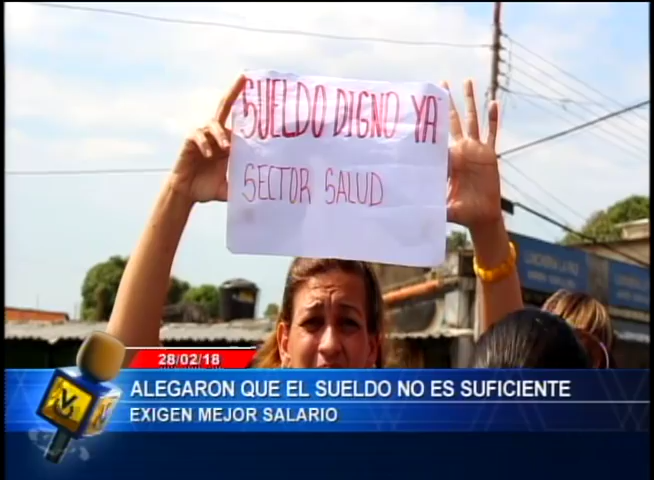 SUELDO DIGNO YA
SECTOR SALUD
28/02/18
ALEGARON QUE EL SUELDO NO ES SUFICIENTE
EXIGEN MEJOR SALARIO